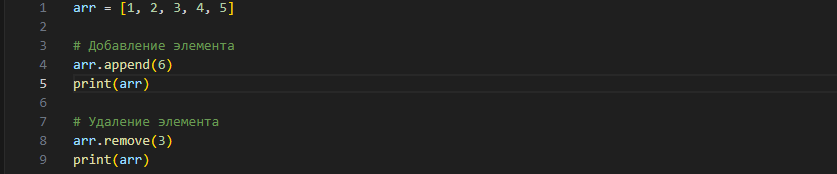 1 arr = [1, 2, 3, 4, 5]
2
3 # Добавление элемента
4 arr.append(6)
5 print(arr)
6
7 # Удаление элемента
8 arr.remove(3)
9 print(arr)